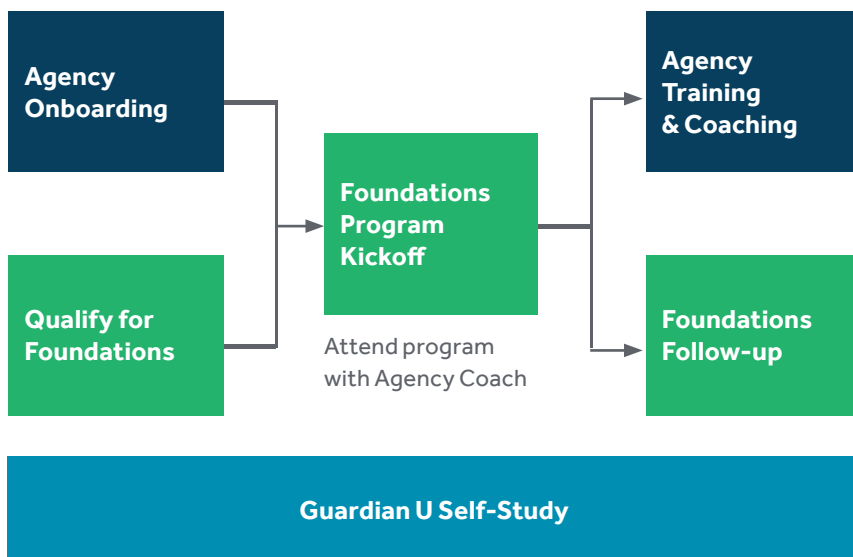 Agency
Onboarding
Qualify for
Foundations
Foundations
Program
Kickoff
Attend program
with Agency Coach
Agency
Training
& Coaching
Foundations
Follow-up
Guardian U Self-Study